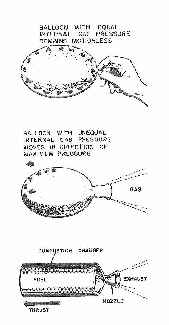 BALLOON WITH EQUAL
INTERNAL GAS PRESSURE
REMAINS MOTIONLESS
BALLOON WITH UNEQUAL
INTERNAL GAS PRESSURE
MOVES IN DIRECTION OF
MAXIMUM PRESSURE
GAS
COMBUSTION CHAMBER
FUEL
EXHAUST
NOZZLE
THRUST